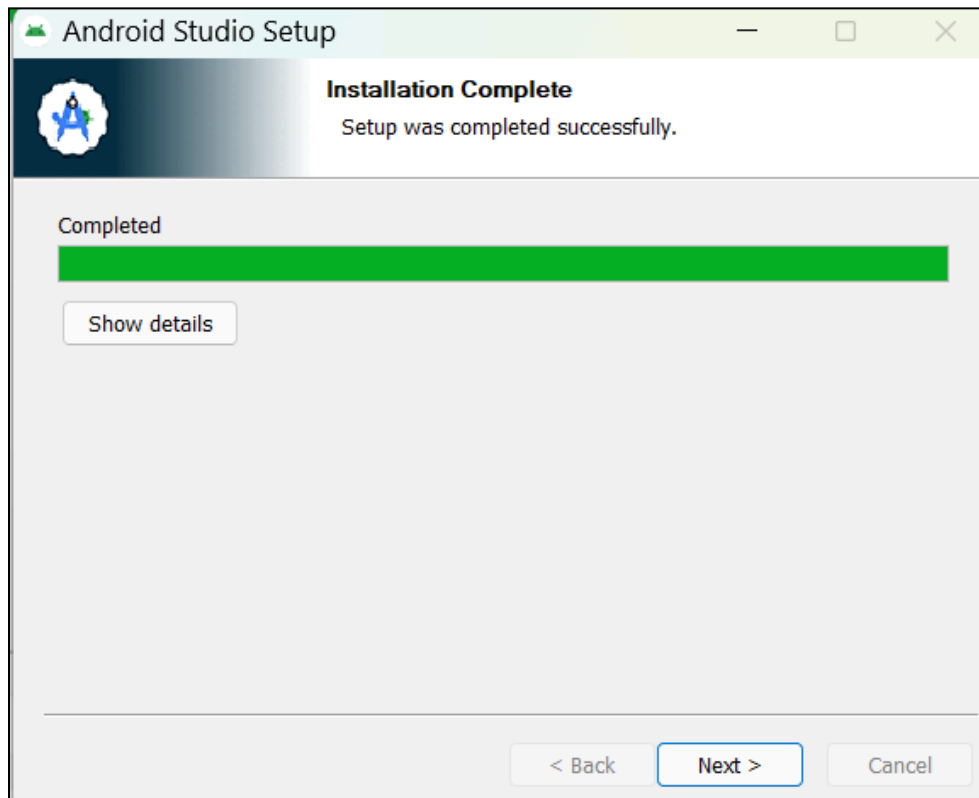 Android Studio Setup
Installation Complete
Setup was completed successfully.
Completed
Show details
< Back Next > Cancel